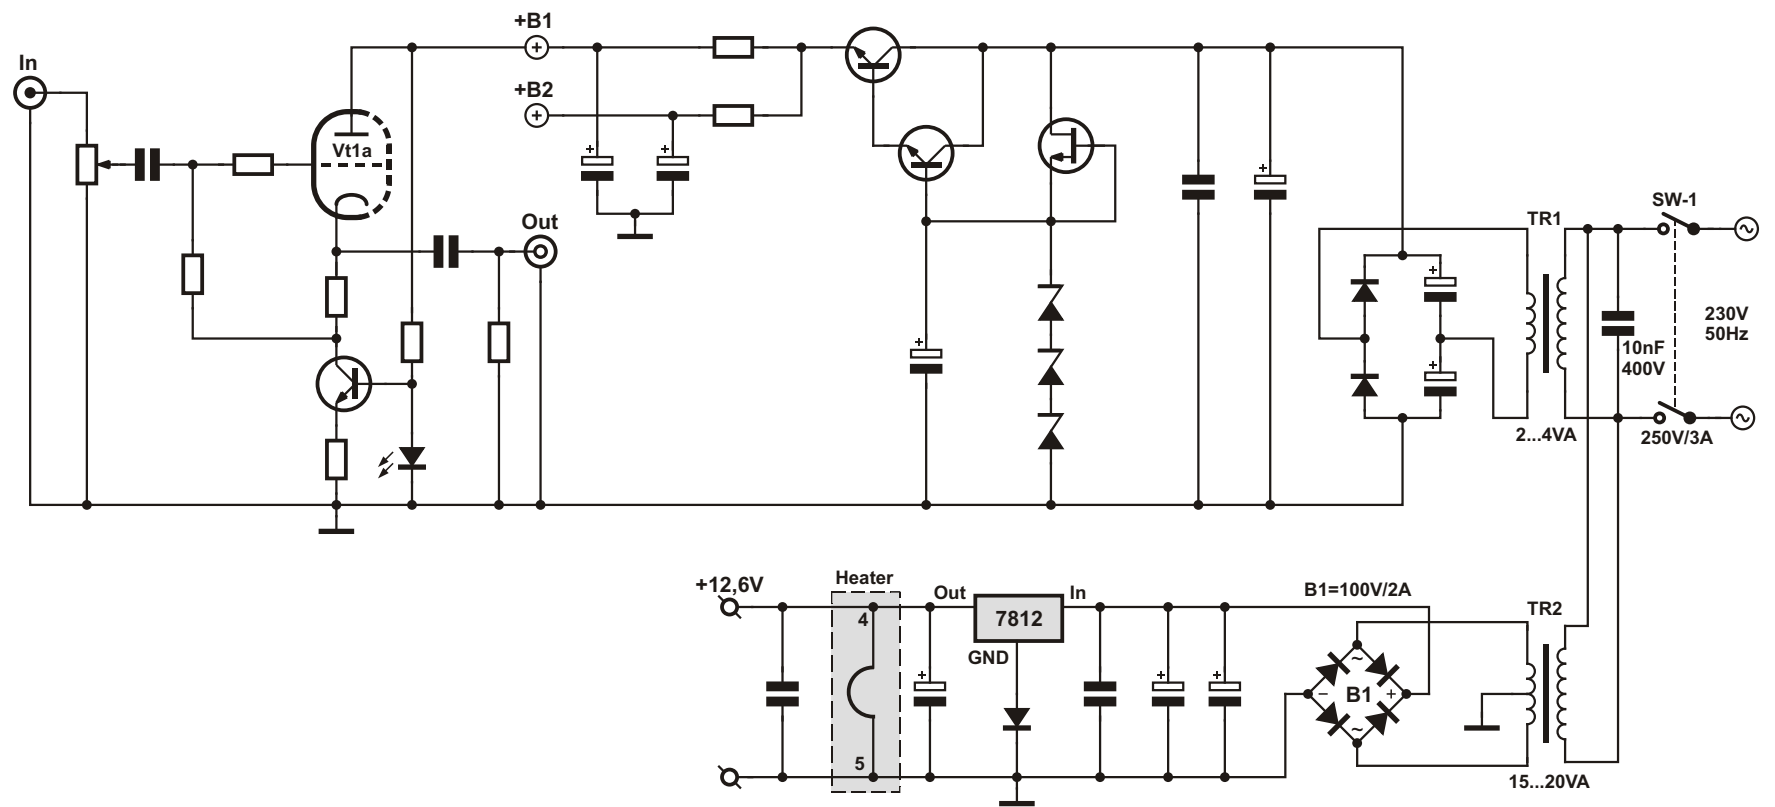 +B1
In
+B2
Vt1a
SW-1
Out
TR1
230V
50Hz
10nF
400V
2...4VA
250V/3A
Heater
+12,6V
Out
In
B1=100V/2A
TR2
4
7812
GND
~
− B1 +
~
5
15...20VA